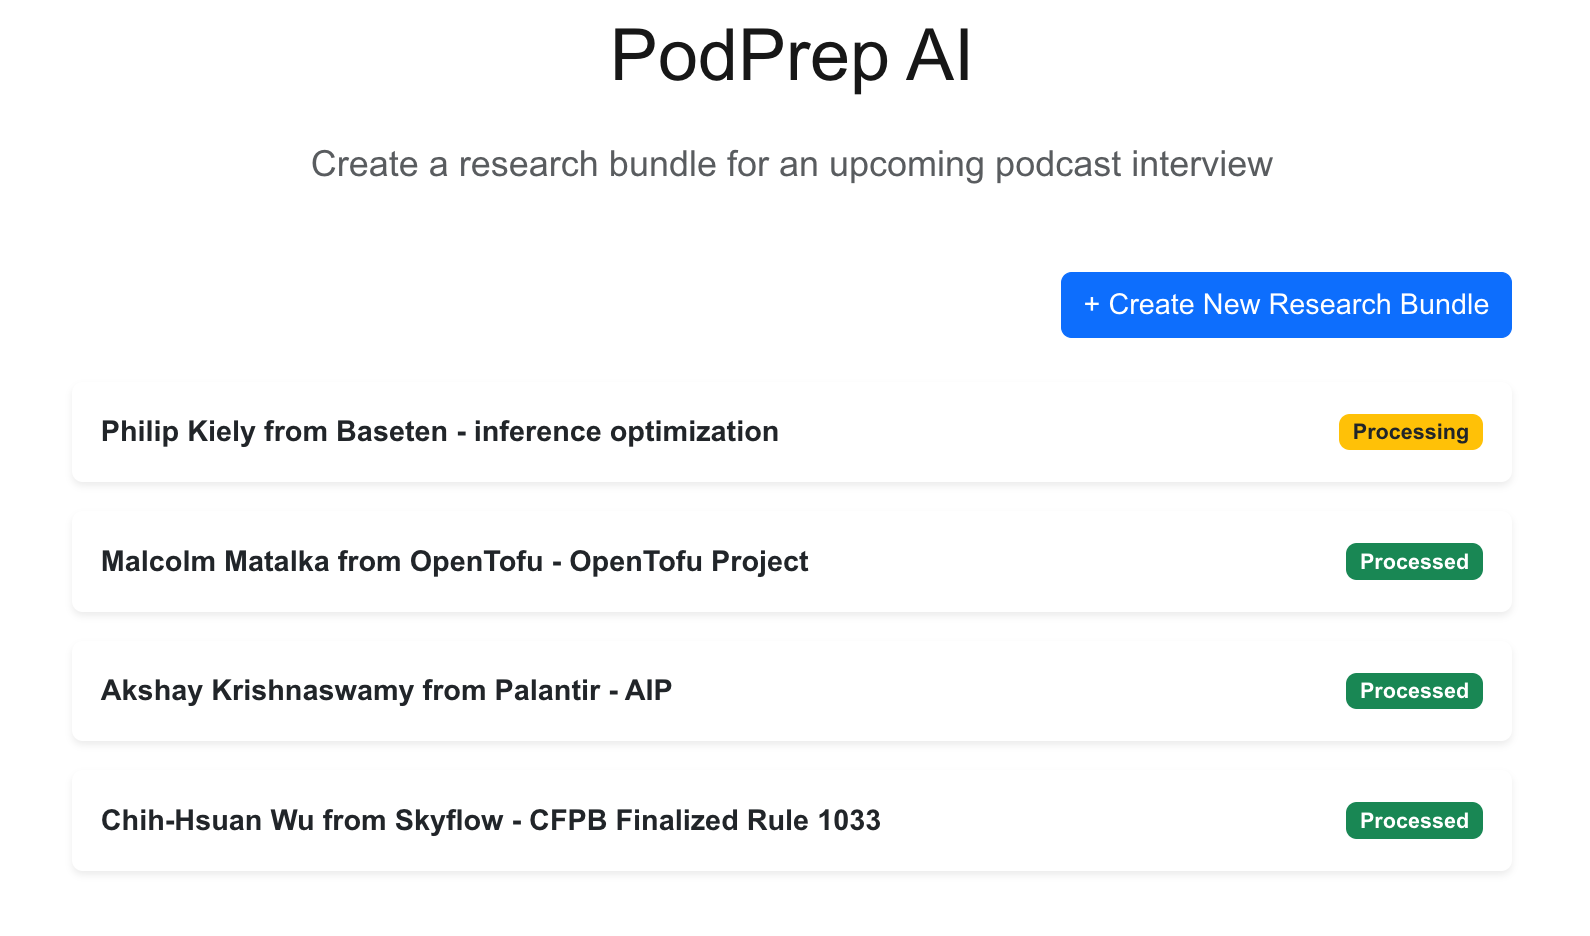 PodPrep AI
Create a research bundle for an upcoming podcast interview
+ Create New Research Bundle
Philip Kiely from Baseten - inference optimization
Processing
Malcolm Matalka from OpenTofu - OpenTofu Project
Processed
Akshay Krishnaswamy from Palantir - AIP
Processed
Chih-Hsuan Wu from Skyflow - CFPB Finalized Rule 1033
Processed